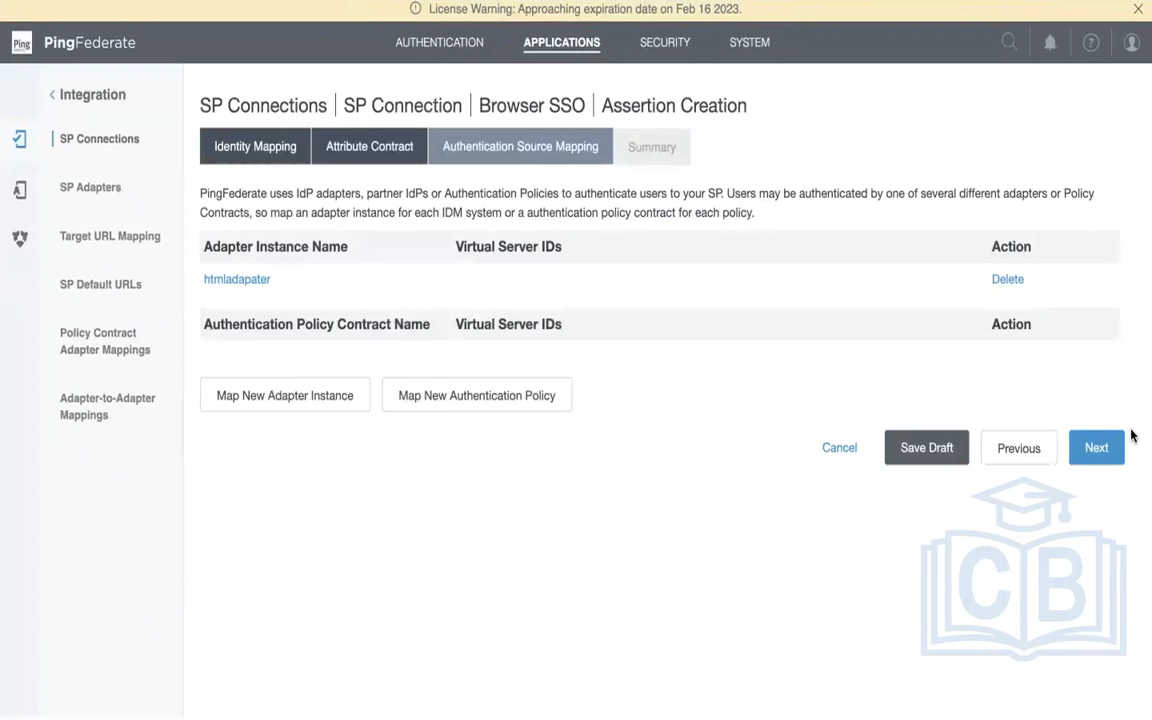 License Warning: Approaching expiration date on Feb 16 2023.
Ping
PingFederate
AUTHENTICATION
APPLICATIONS
SECURITY
SYSTEM
Integration
SP Connections
SP Adapters
Target URL Mapping
SP Default URLs
Policy Contract
Adapter Mappings
Adapter-to-Adapter
Mappings
SP Connections | SP Connection | Browser SSO | Assertion Creation
Identity Mapping
Attribute Contract
Authentication Source Mapping
Summary
PingFederate uses IdP adapters, partner IdPs or Authentication Policies to authenticate users to your SP. Users may be authenticated by one of several different adapters or Policy
Contracts, so map an adapter instance for each IDM system or a authentication policy contract for each policy.
Adapter Instance Name Virtual Server IDs Action
htmladapater Delete
Authentication Policy Contract Name Virtual Server IDs Action
Map New Adapter Instance
Map New Authentication Policy
Cancel
Save Draft
Previous
Next
CB